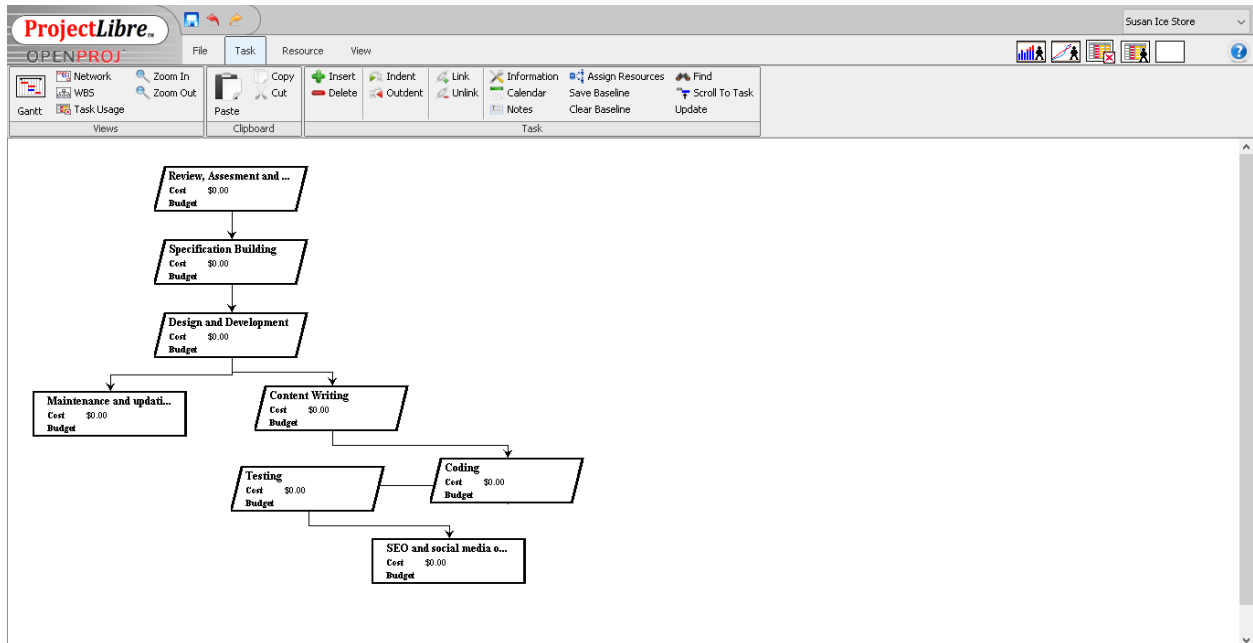 ProjectLibre TM
OPENPROJ
Susan Ice Store
File Task Resource View
Network Zoom In Copy Insert Indent Link Information Assign Resources Find
WBS Zoom Out Cut Delete Outdent Unlink Calendar Save Baseline Scroll To Task
Gantt Task Usage Paste Notes Clear Baseline Update
Views Clipboard Task
Review, Assesment and ...
Cost $0.00
Budget
Specification Building
Cost $0.00
Budget
Design and Development
Cost $0.00
Budget
Maintenance and updati...
Cost $0.00
Budget
Content Writing
Cost $0.00
Budget
Coding
Cost $0.00
Budget
Testing
Cost $0.00
Budget
SEO and social media o...
Cost $0.00
Budget